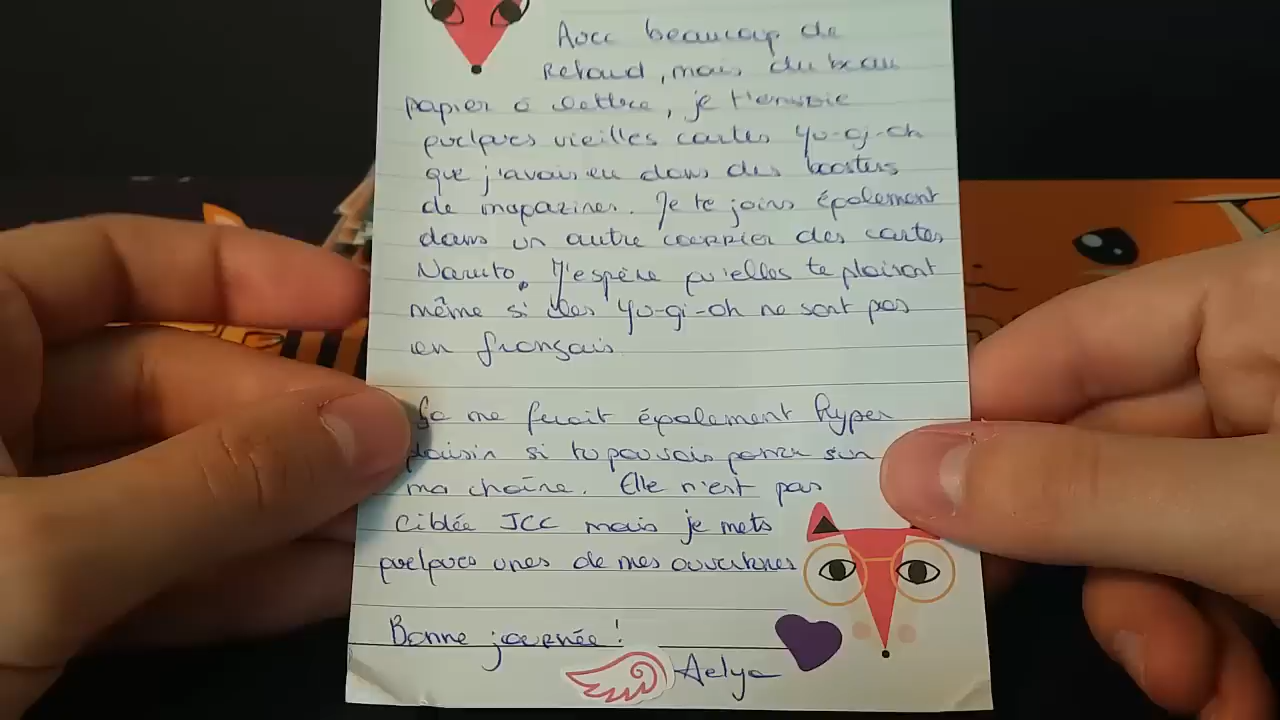 Avec beaucoup de
Retard, mais du beau
papier à lettre, je t'envoie
quelques vieilles cartes Yu-gi-oh
que j'avais eu dans des boosters
de magazines. Je te joins également
dans un autre courrier des cartes
Naruto. J'espère qu'elles te plairont
même si les Yu-gi-oh ne sont pas
en français.
Ça me ferait également hyper
plaisir si tu pouvais passer sur
ma chaîne. Elle n'est pas
Ciblée JCC mais je mets
quelques unes de mes ouvertures
Bonne journée !
Aelya